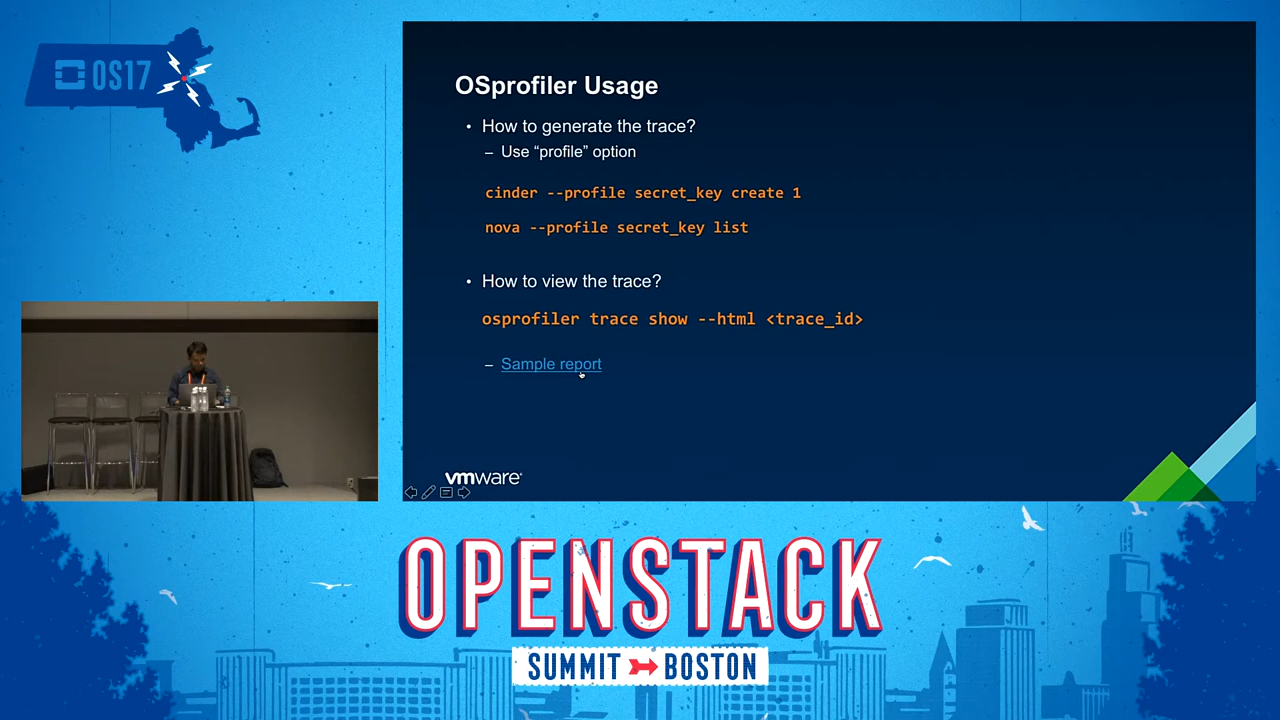 OS17
OSprofiler Usage
• How to generate the trace?
– Use “profile” option
cinder --profile secret_key create 1
nova --profile secret_key list
• How to view the trace?
osprofiler trace show --html <trace_id>
– Sample report
vmware®
OPENSTACK
SUMMIT BOSTON